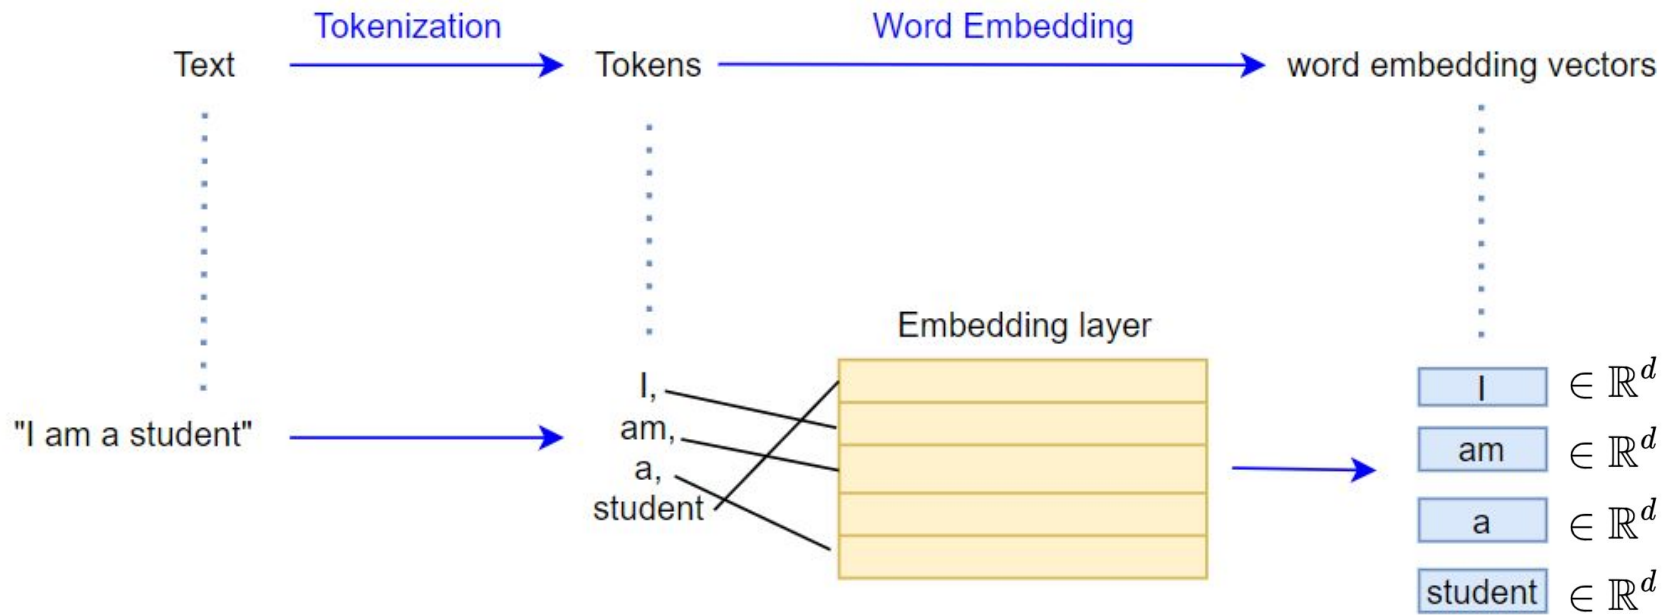 Tokenization
Word Embedding
Text
Tokens
word embedding vectors
Embedding layer
"I am a student"
I,
am,
a,
student
I ∈ ℝ^d
am ∈ ℝ^d
a ∈ ℝ^d
student ∈ ℝ^d